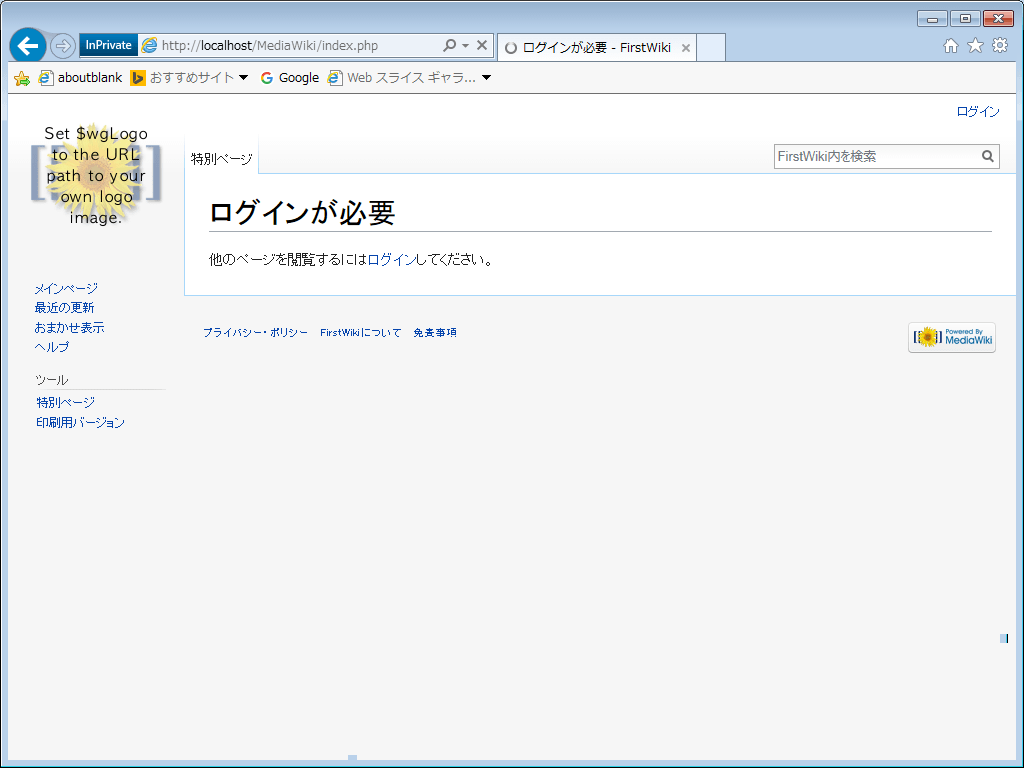 InPrivate
http://localhost/MediaWiki/index.php
ログインが必要 - FirstWiki
aboutblank
おすすめサイト
Google
Web スライス ギャラ...
ログイン
Set $wgLogo
to the URL
path to your
own logo
image.
特別ページ
FirstWiki内を検索
ログインが必要
他のページを閲覧するにはログインしてください。
メインページ
最近の更新
おまかせ表示
ヘルプ
ツール
特別ページ
印刷用バージョン
プライバシー・ポリシー FirstWikiについて 免責事項
Powered By
MediaWiki